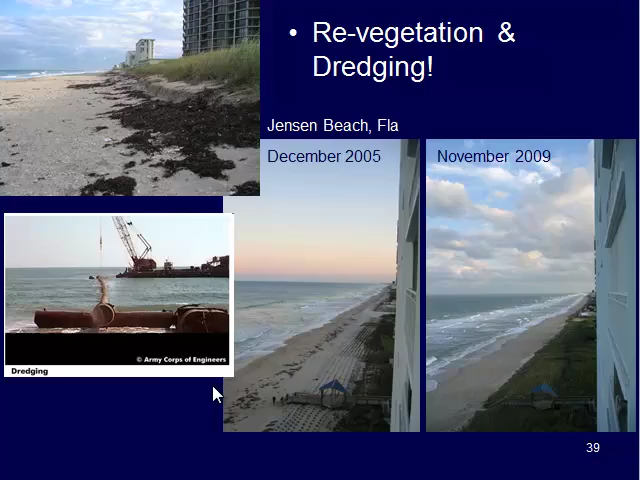 • Re-vegetation &
Dredging!
Jensen Beach, Fla
December 2005
November 2009
© Army Corps of Engineers
Dredging
39